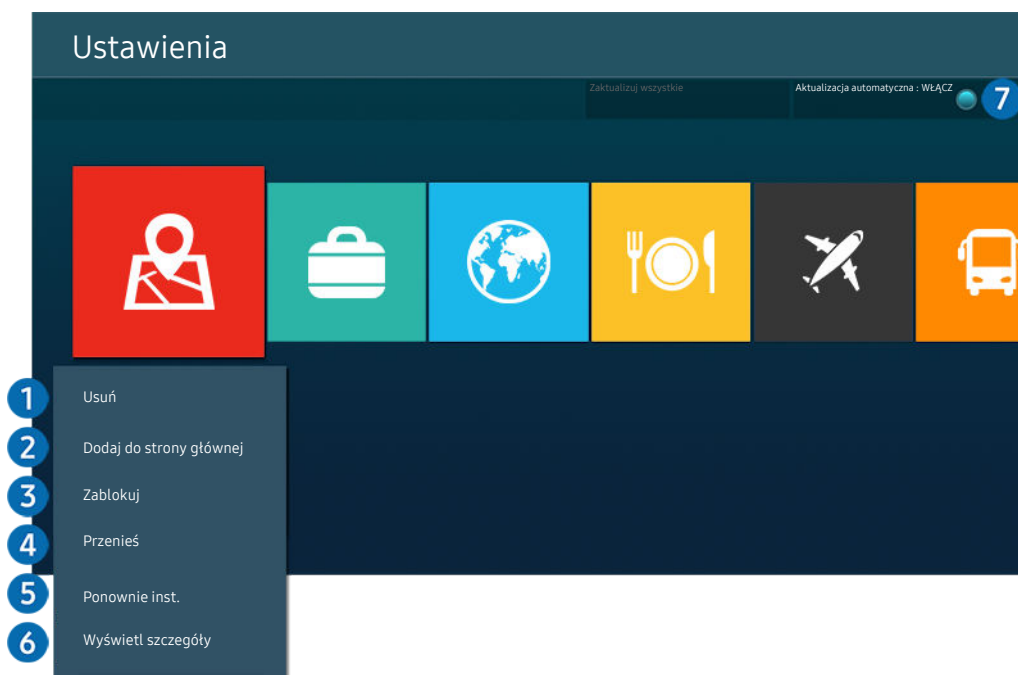 Ustawienia
Zaktualizuj wszystkie
Aktualizacja automatyczna : WŁĄCZ
7
1 Usuń
2 Dodaj do strony głównej
3 Zablokuj
4 Przenieś
5 Ponownie inst.
6 Wyświetl szczegóły